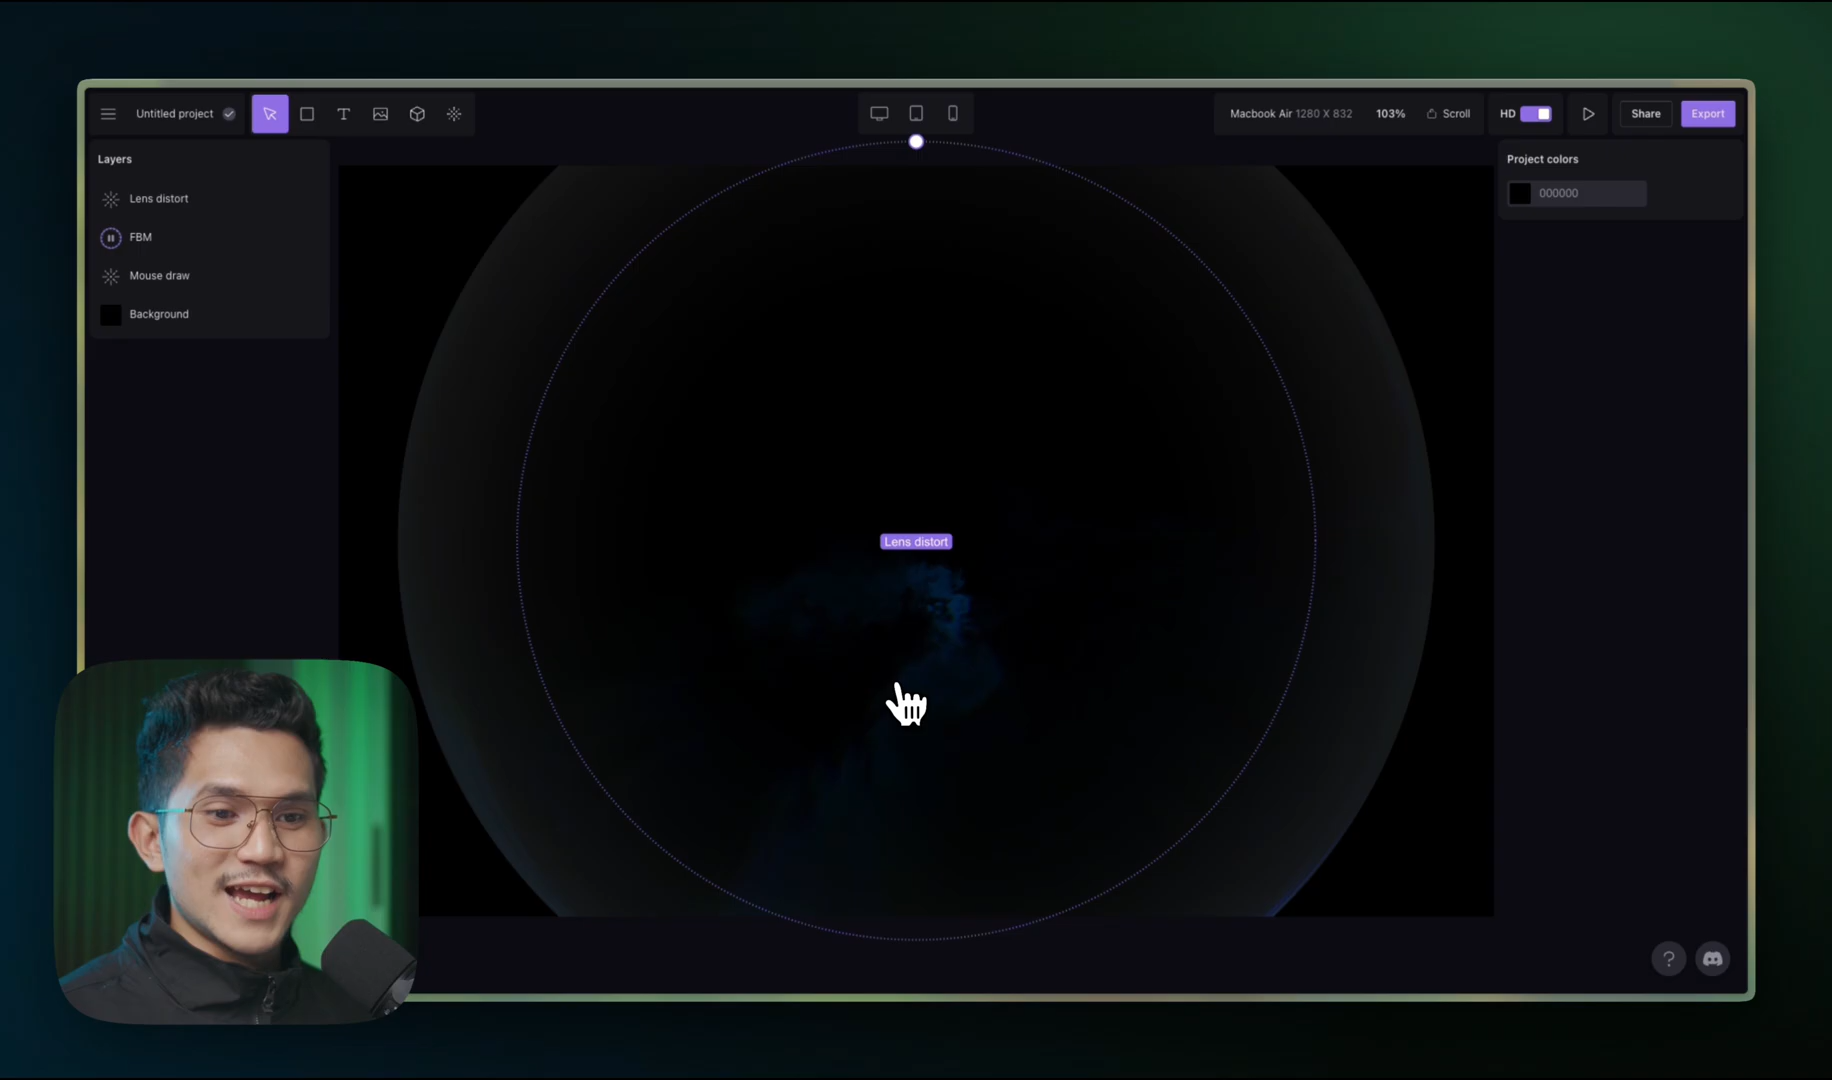 Untitled project
Macbook Air 1280 X 832 103% Scroll HD Share Export
Layers
Lens distort
FBM
Mouse draw
Background
Project colors
000000
Lens distort
?